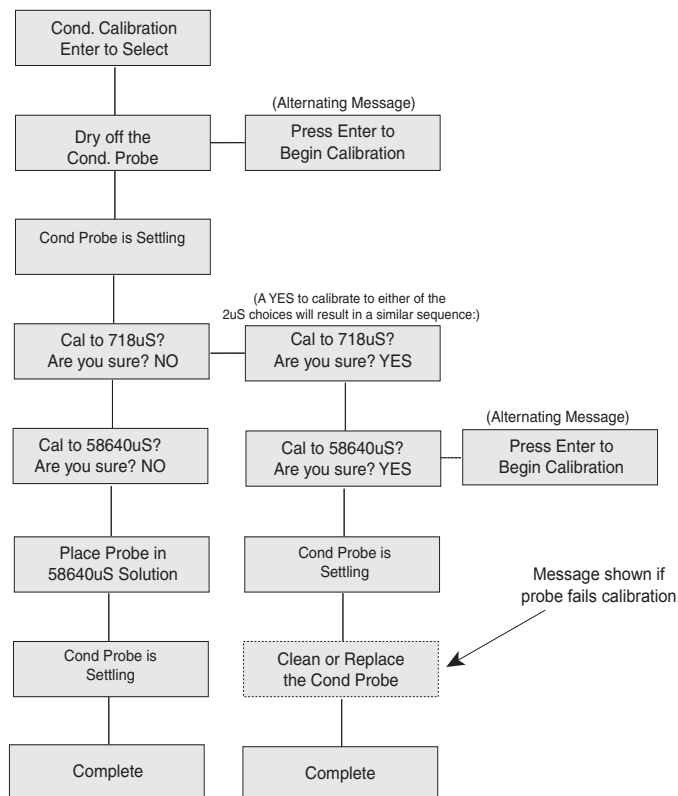 Cond. Calibration
Enter to Select
(Alternating Message)
Dry off the
Cond. Probe
Press Enter to
Begin Calibration
Cond Probe is Settling
(A YES to calibrate to either of the
2uS choices will result in a similar sequence:)
Cal to 718uS?
Are you sure? NO
Cal to 718uS?
Are you sure? YES
(Alternating Message)
Cal to 58640uS?
Are you sure? NO
Cal to 58640uS?
Are you sure? YES
Press Enter to
Begin Calibration
Place Probe in
58640uS Solution
Cond Probe is
Settling
Message shown if
probe fails calibration
Cond Probe is
Settling
Clean or Replace
the Cond Probe
Complete
Complete